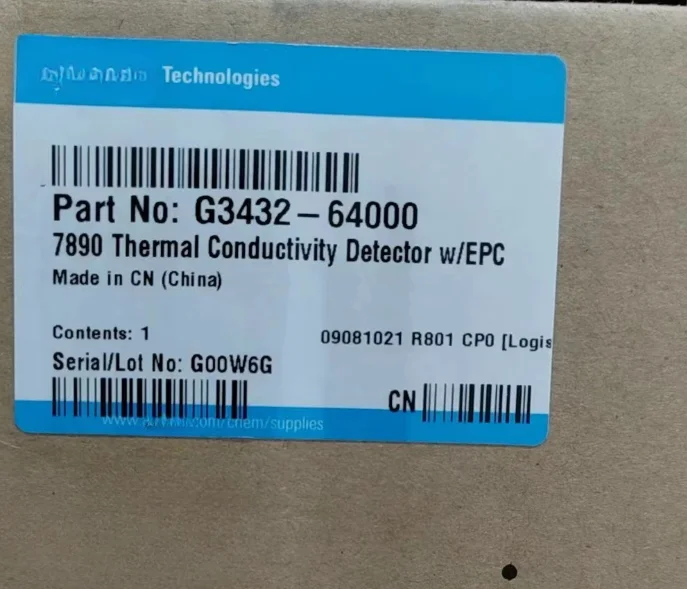 Technologies
Part No: G3432-64000
7890 Thermal Conductivity Detector w/EPC
Made in CN (China)
Contents: 1
09081021 R801 CP0 [Logis
Serial/Lot No: G00W6G
CN